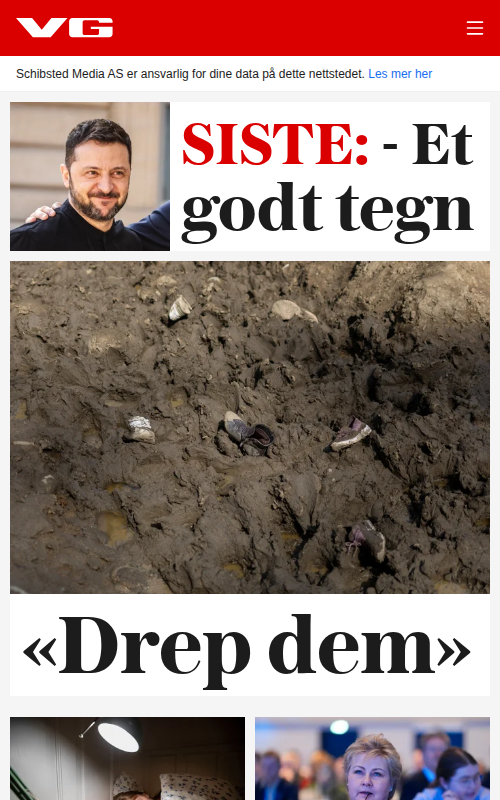 VG
Schibsted Media AS er ansvarlig for dine data på dette nettstedet. Les mer her
SISTE: - Et
godt tegn
«Drep dem»